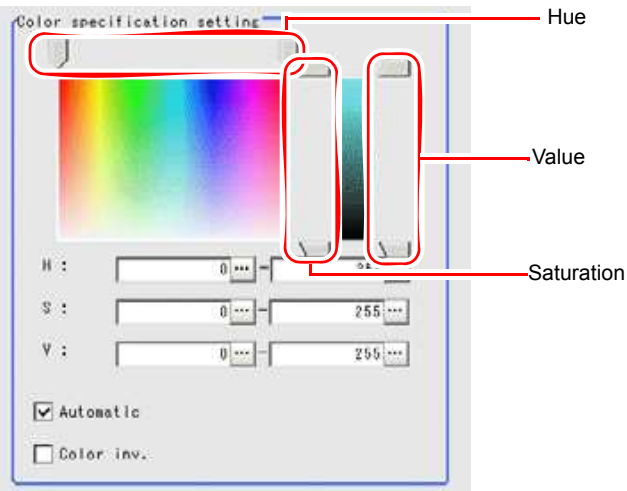 Color specification setting
Hue
Value
Saturation
H :
0 ... -
S :
0 ... - 255 ...
V :
0 ... - 255 ...
Automatic
Color inv.